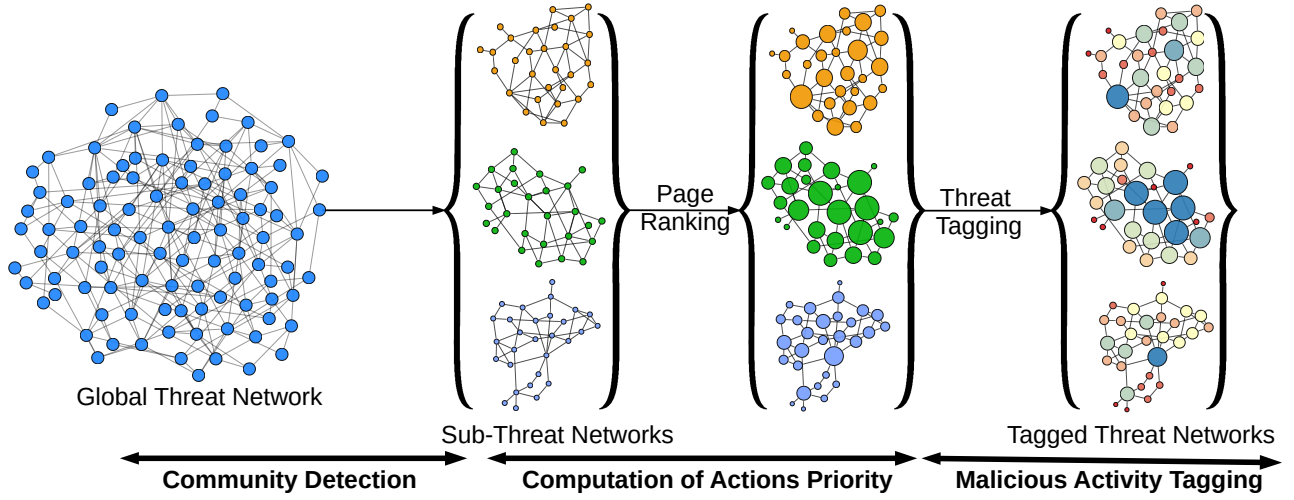 Page
Ranking
Threat
Tagging
Global Threat Network
Sub-Threat Networks
Tagged Threat Networks
Community Detection
Computation of Actions Priority
Malicious Activity Tagging